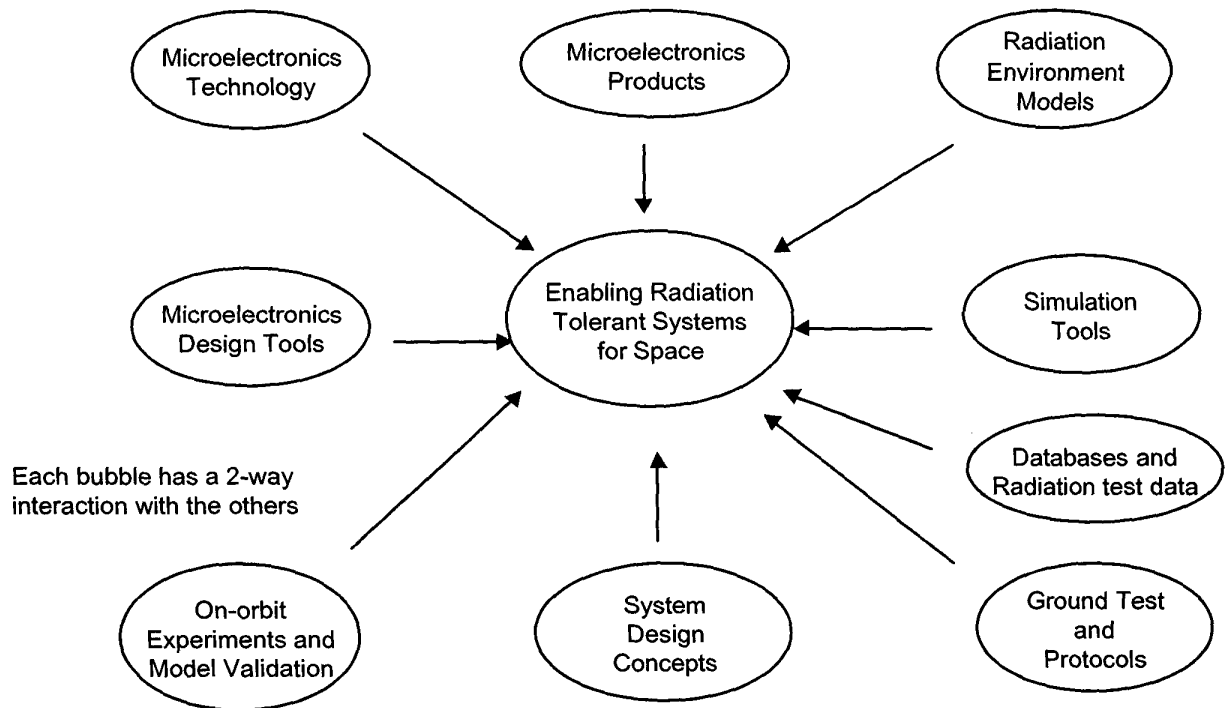 Microelectronics
Technology
Microelectronics
Products
Radiation
Environment
Models
Microelectronics
Design Tools
Enabling Radiation
Tolerant Systems
for Space
Simulation
Tools
Databases and
Radiation test data
Each bubble has a 2-way
interaction with the others
On-orbit
Experiments and
Model Validation
System
Design
Concepts
Ground Test
and
Protocols